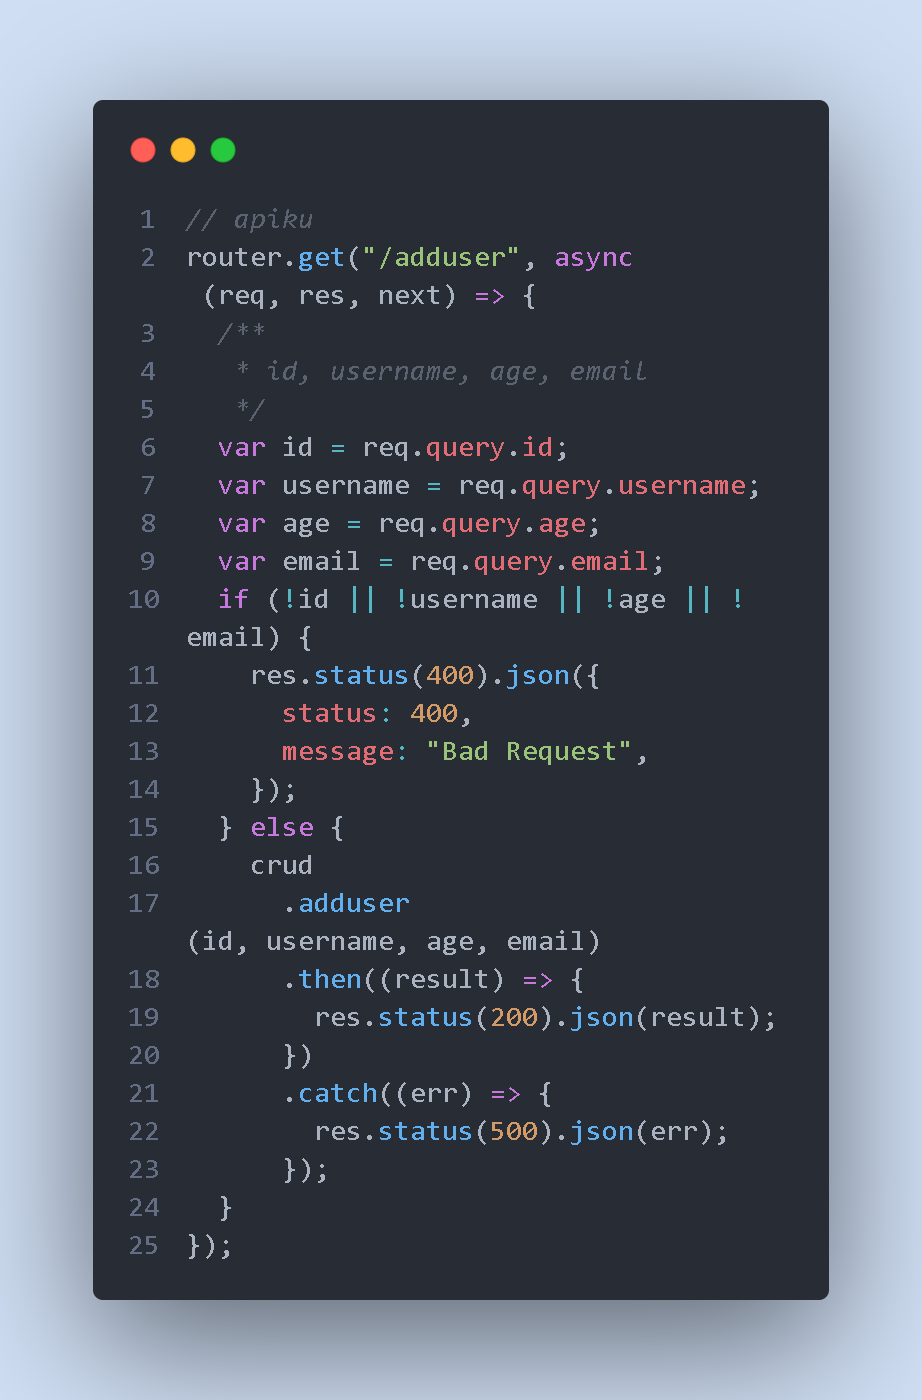 1 // apiku
2 router.get("/adduser", async
(req, res, next) => {
3 /**
4 * id, username, age, email
5 */
6 var id = req.query.id;
7 var username = req.query.username;
8 var age = req.query.age;
9 var email = req.query.email;
10 if (!id || !username || !age || !
email) {
11 res.status(400).json({
12 status: 400,
13 message: "Bad Request",
14 });
15 } else {
16 crud
17 .adduser
(id, username, age, email)
18 .then((result) => {
19 res.status(200).json(result);
20 })
21 .catch((err) => {
22 res.status(500).json(err);
23 });
24 }
25 });